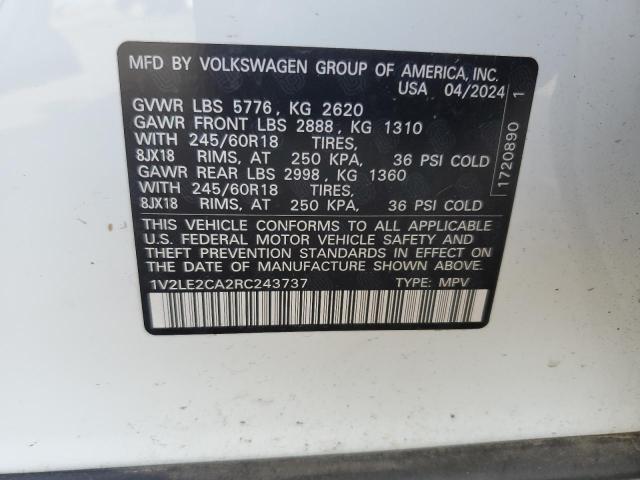 MFD BY VOLKSWAGEN GROUP OF AMERICA, INC.
USA 04/2024
GVWR LBS 5776, KG 2620
GAWR FRONT LBS 2888, KG 1310
WITH 245/60R18 TIRES,
8JX18 RIMS, AT 250 KPA, 36 PSI COLD
GAWR REAR LBS 2998, KG 1360
WITH 245/60R18 TIRES,
8JX18 RIMS, AT 250 KPA, 36 PSI COLD
THIS VEHICLE CONFORMS TO ALL APPLICABLE
U.S. FEDERAL MOTOR VEHICLE SAFETY AND
THEFT PREVENTION STANDARDS IN EFFECT ON
THE DATE OF MANUFACTURE SHOWN ABOVE.
1V2LE2CA2RC243737 TYPE: MPV
1720890 1